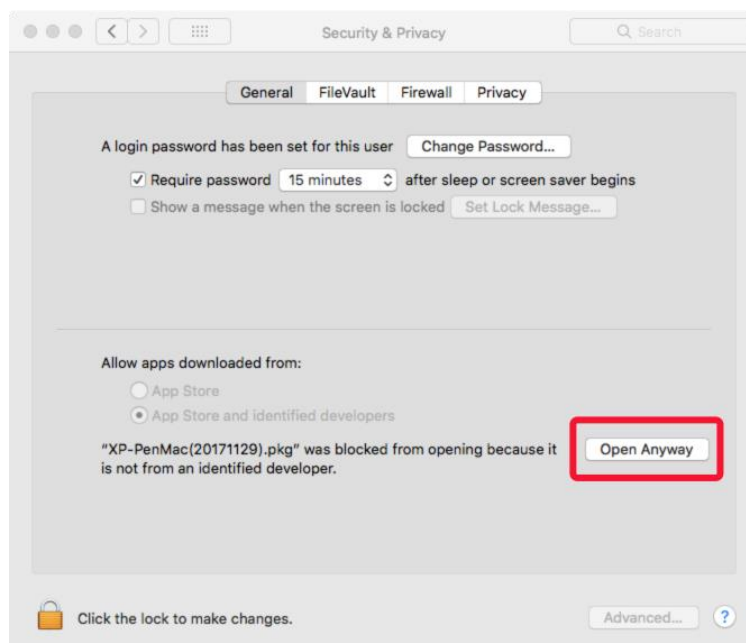 Security & Privacy
Search
General FileVault Firewall Privacy
A login password has been set for this user Change Password...
Require password 15 minutes after sleep or screen saver begins
Show a message when the screen is locked Set Lock Message...
Allow apps downloaded from:
App Store
App Store and identified developers
“XP-PenMac(20171129).pkg” was blocked from opening because it
is not from an identified developer.
Open Anyway
Click the lock to make changes.
Advanced...
?